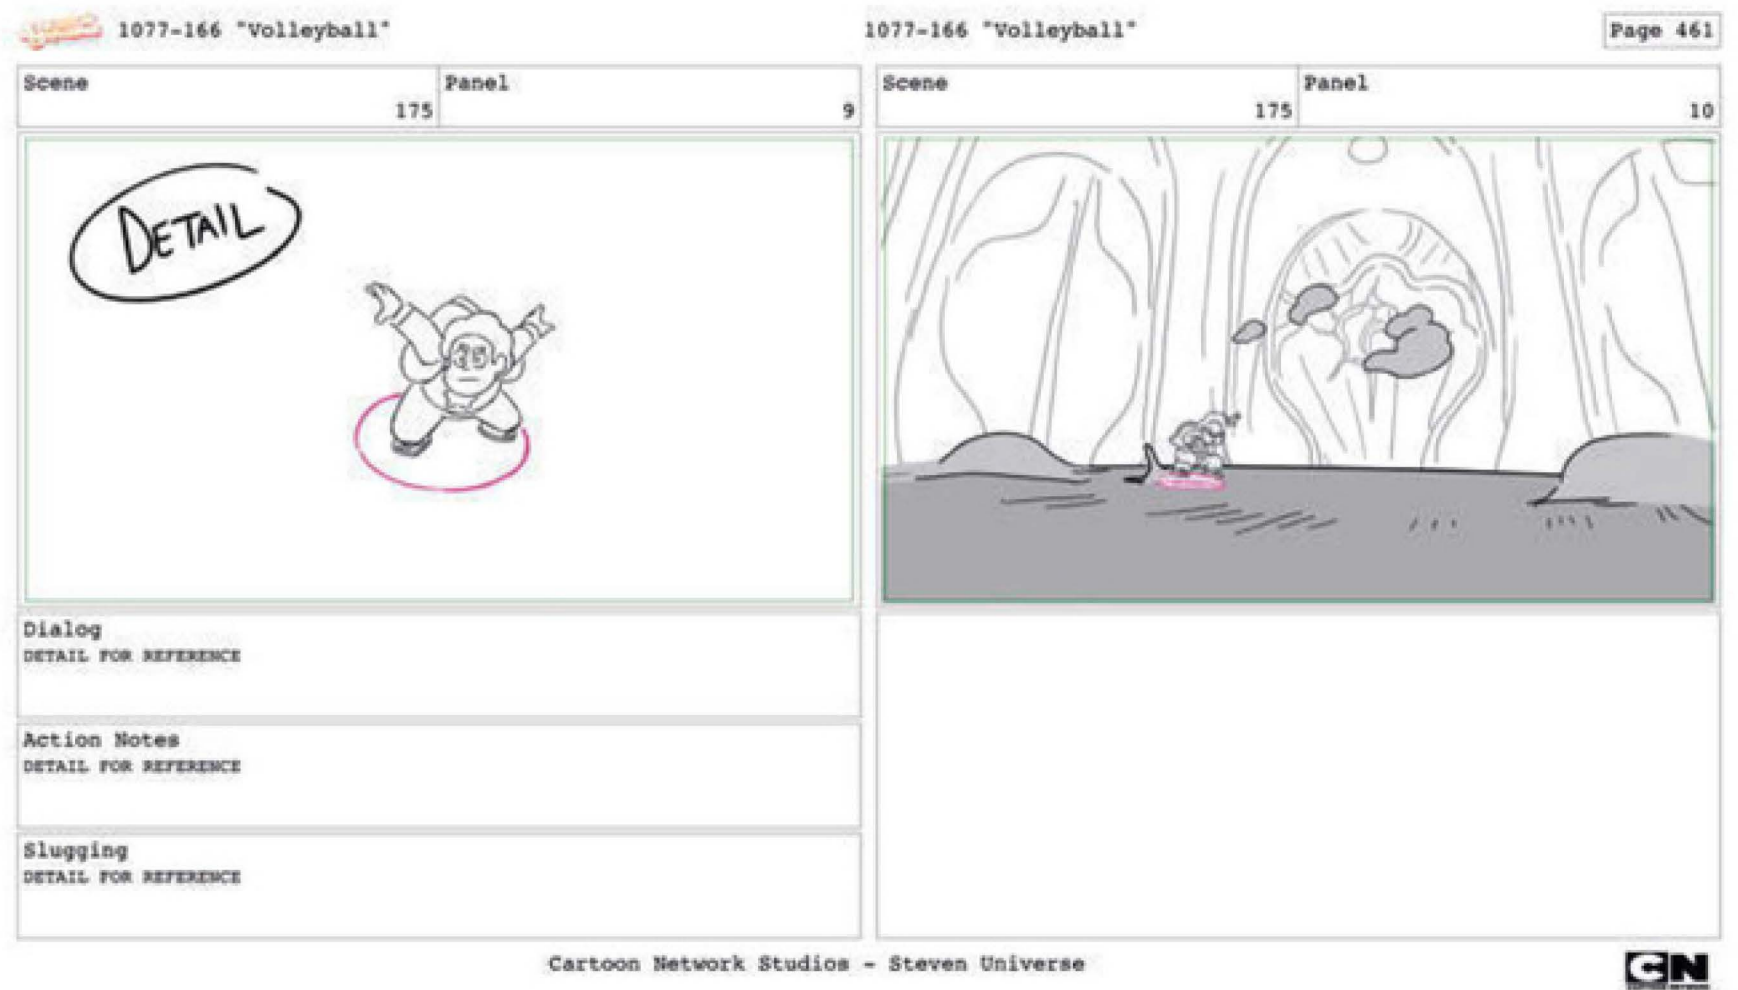 1077-166 "Volleyball"
1077-166 "Volleyball"
Page 461
Scene
175
Panel
9
Scene
175
Panel
10
DETAIL
Dialog
DETAIL FOR REFERENCE
Action Notes
DETAIL FOR REFERENCE
Slugging
DETAIL FOR REFERENCE
Cartoon Network Studios - Steven Universe
CN